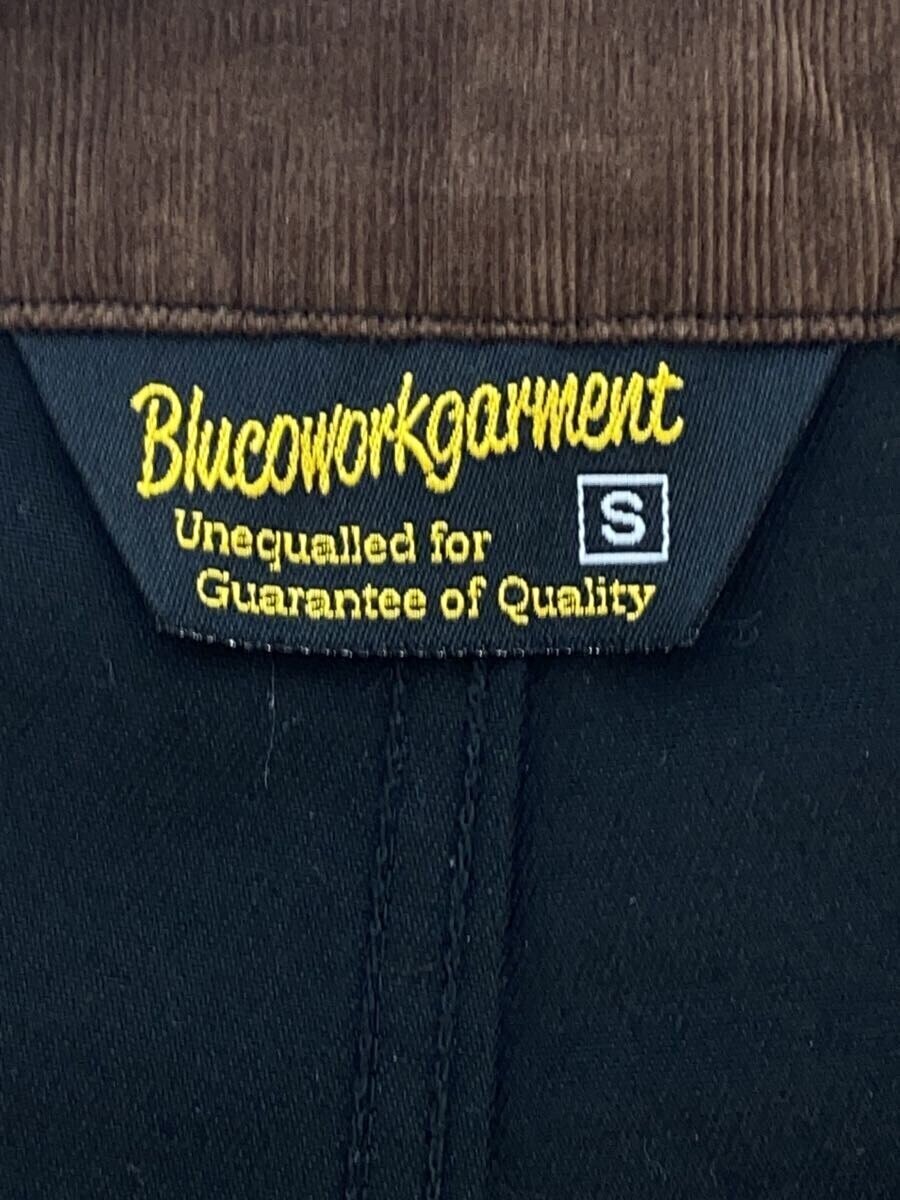 Blucoworkgarment
S
Unequalled for
Guarantee of Quality